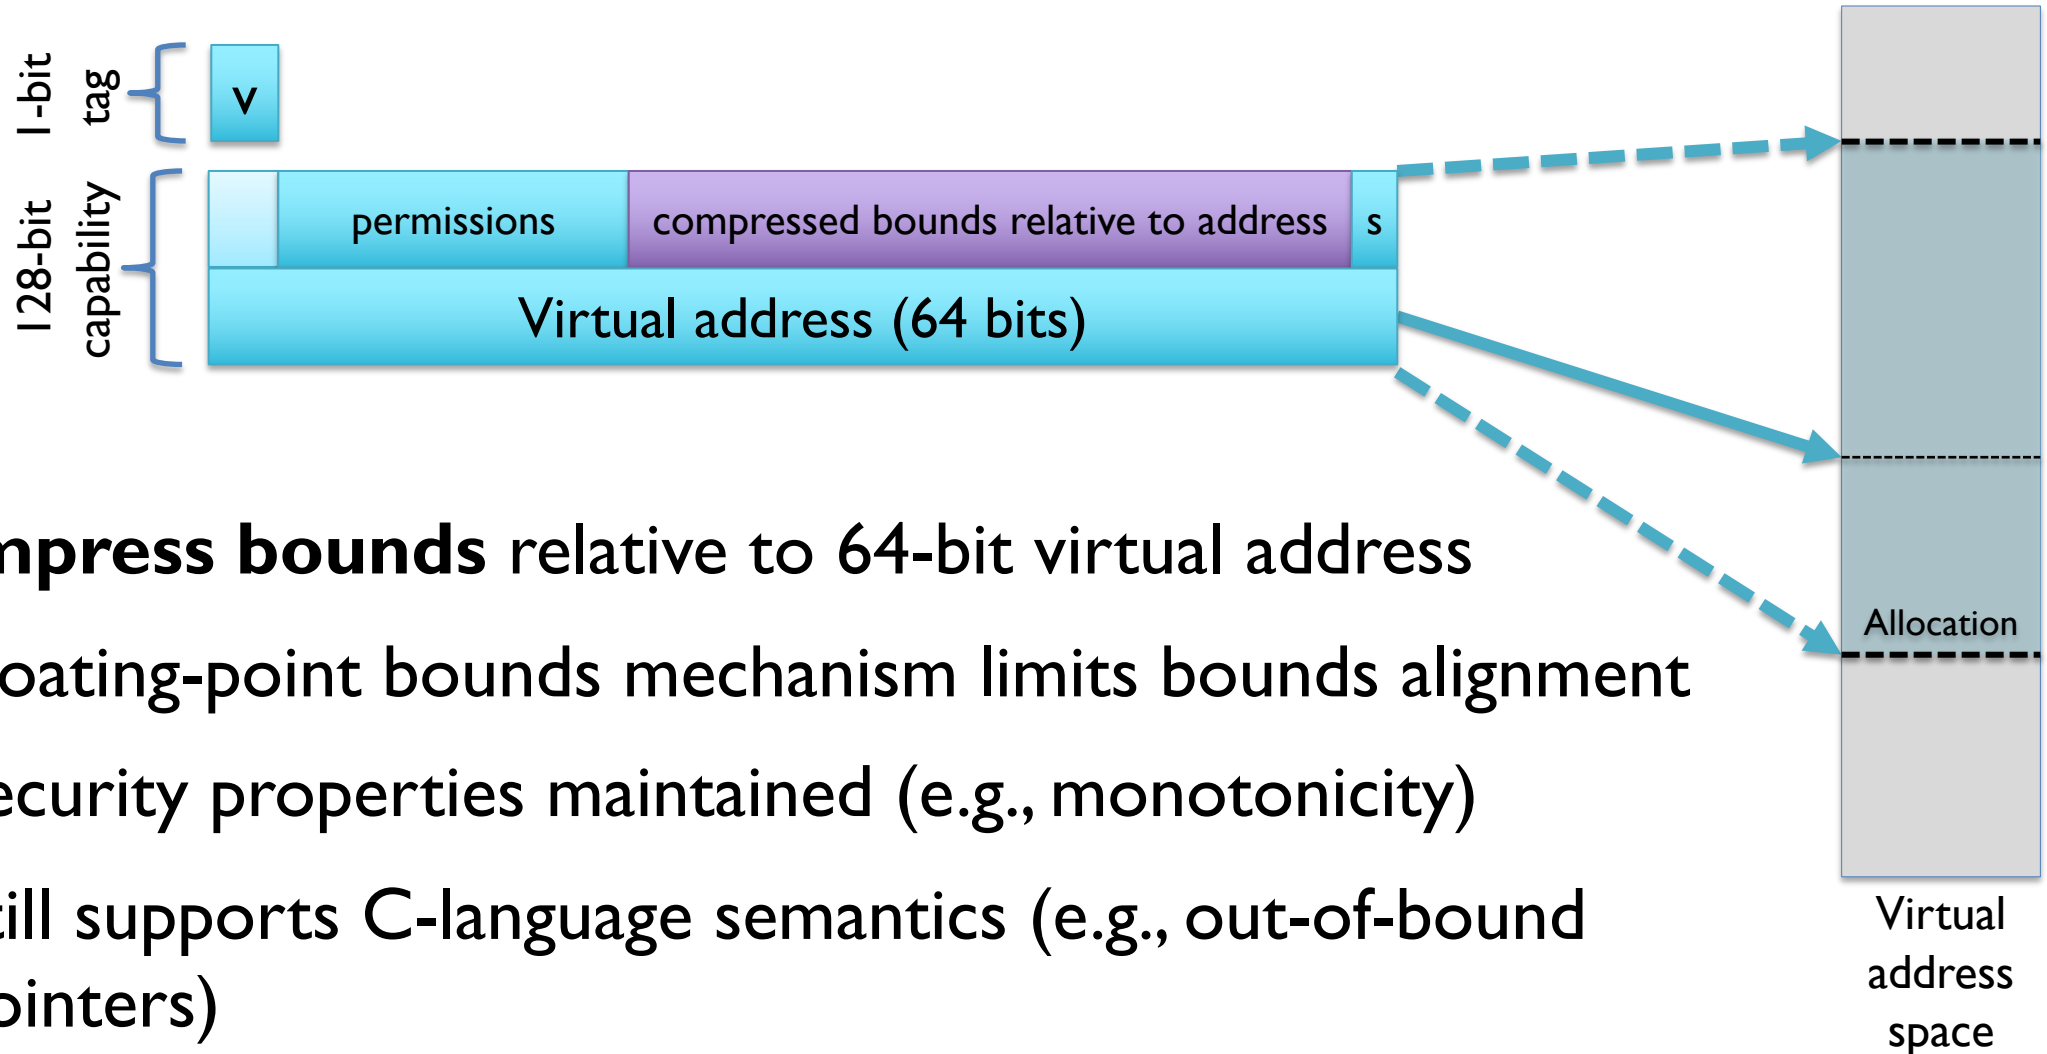 1-bit
tag
v
128-bit
capability
permissions
compressed bounds relative to address
s
Virtual address (64 bits)
mpress bounds relative to 64-bit virtual address
oating-point bounds mechanism limits bounds alignment
ecurity properties maintained (e.g., monotonicity)
till supports C-language semantics (e.g., out-of-bound
ointers)
Allocation
Virtual
address
space